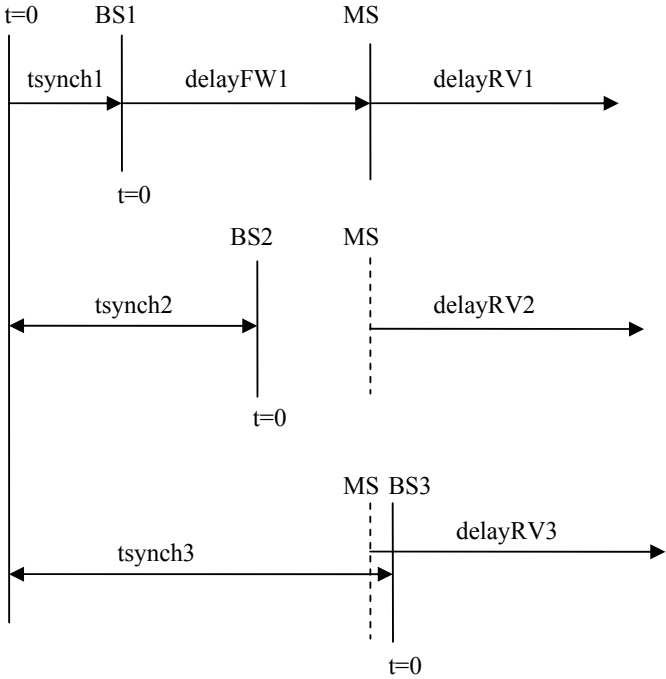 t=0 BS1 MS
tsynch1 delayFW1 delayRV1
t=0
BS2 MS
tsynch2 delayRV2
t=0
MS BS3
delayRV3
tsynch3
t=0